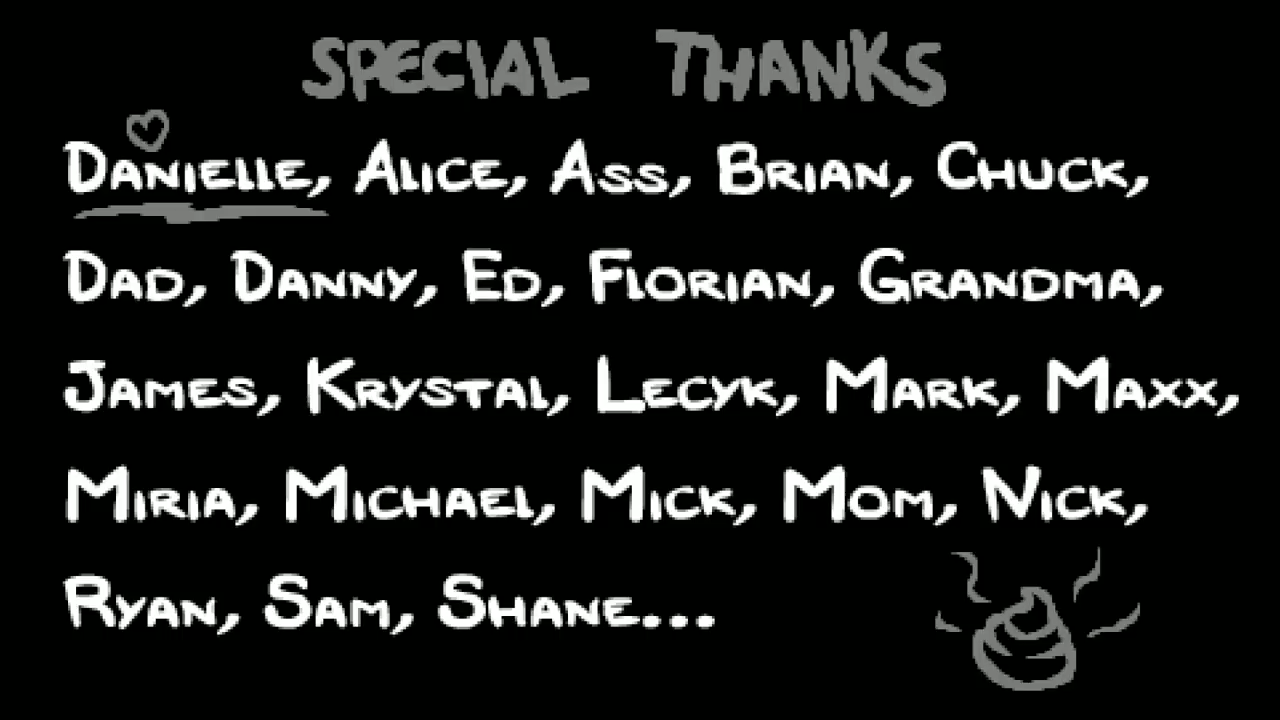 SPECIAL THANKS
DANIELLE, ALICE, ASS, BRIAN, CHUCK,
DAD, DANNY, ED, FLORIAN, GRANDMA,
JAMES, KRYSTAL, LECYK, MARK, MAXX,
MIRIA, MICHAEL, MICK, MOM, NICK,
RYAN, SAM, SHANE...